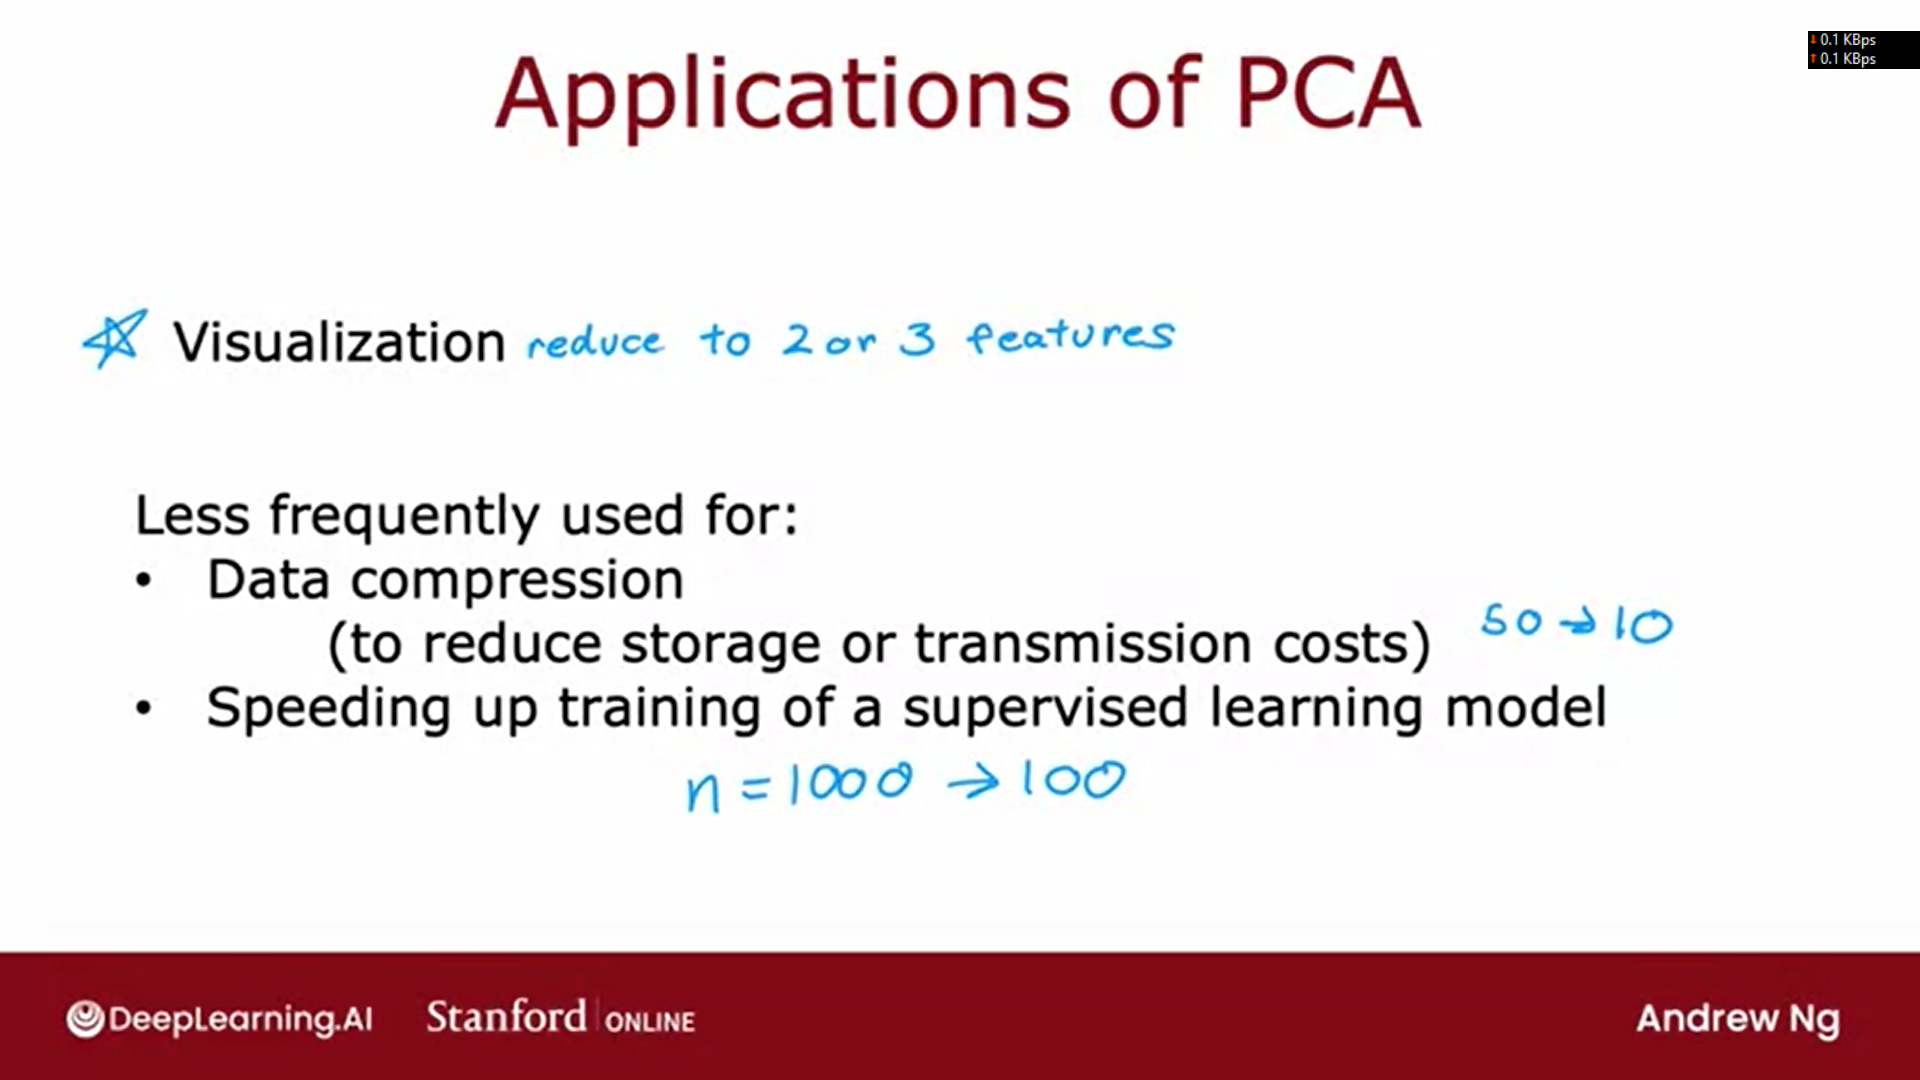 ↓ 0.1 KBps
↑ 0.1 KBps
Applications of PCA
Visualization reduce to 2 or 3 features
Less frequently used for:
• Data compression
(to reduce storage or transmission costs) 50 → 10
• Speeding up training of a supervised learning model
n = 1000 → 100
DeepLearning.AI Stanford | ONLINE Andrew Ng